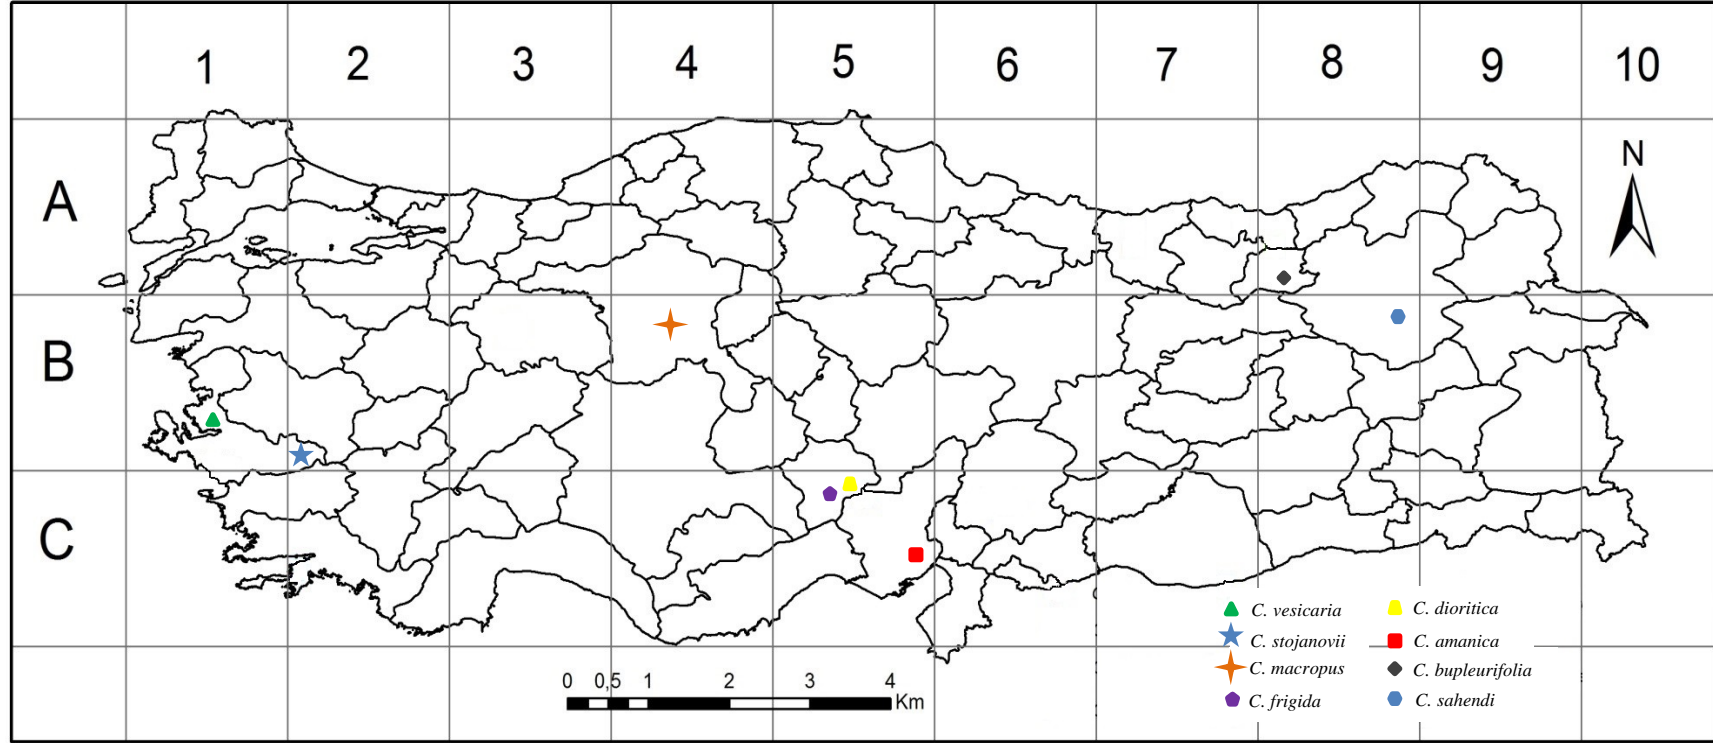 1 2 3 4 5 6 7 8 9 10
A
N
B
C
C. vesicaria C. dioritica
C. stojanovii C. amanica
C. macropus C. bupleurifolia
C. frigida C. sahendi
0 0,5 1 2 3 4
Km